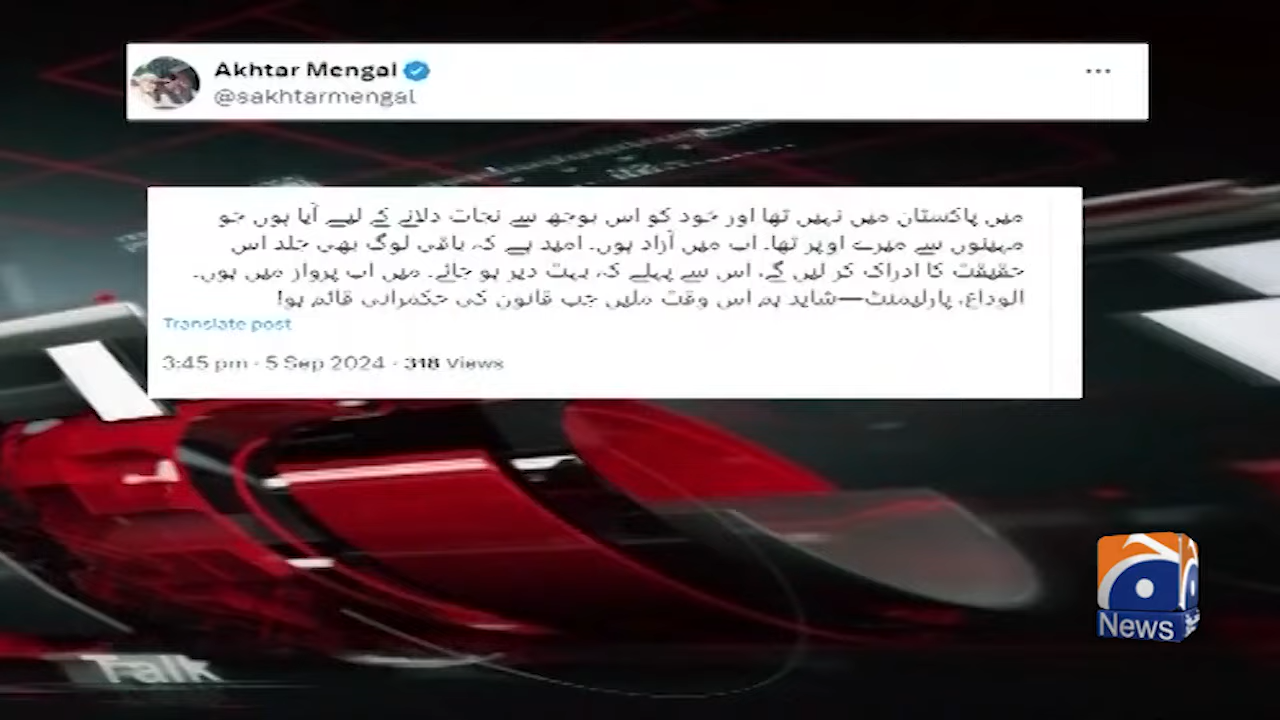 Akhtar Mengal
@sakhtarmengal
میں پاکستان میں نہیں تھا اور خود کو اس بوجھ سے نجات دلانے کے لیے آیا ہوں جو
مہینوں سے میرے اوپر تھا۔ اب میں آزاد ہوں۔ امید ہے کہ باقی لوگ بھی جلد اس
حقیقت کا ادراک کر لیں گے، اس سے پہلے کہ بہت دیر ہو جائے۔ میں اب پرواز میں ہوں۔
الوداع، پارلیمنٹ—شاید ہم اس وقت ملیں جب قانون کی حکمرانی قائم ہو!
Translate post
3:45 pm · 5 Sep 2024 · 318 Views
News
Talk